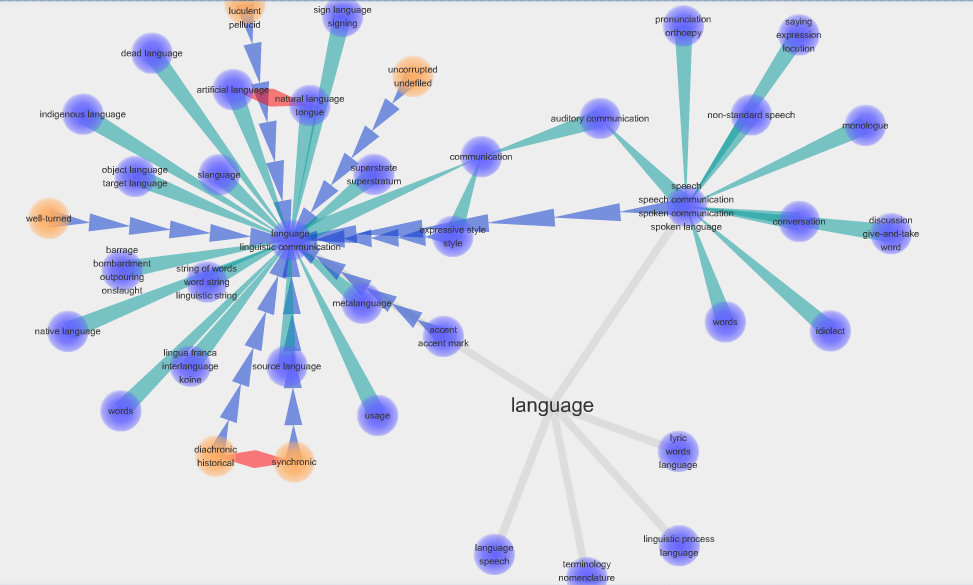 luculent
pellucid
sign language
signing
pronunciation
orthoepy
saying
expression
locution
dead language
uncorrupted
undefiled
artificial language
natural language
tongue
indigenous language
auditory communication
non-standard speech
monologue
communication
object language
target language
slanguage
superstrate
superstratum
speech
speech communication
spoken communication
spoken language
well-turned
conversation
discussion
give-and-take
word
expressive style
style
language
linguistic communication
barrage
bombardment
outpouring
onslaught
string of words
word string
linguistic string
metalanguage
native language
accent
accent mark
words
idiolect
lingua franca
interlanguage
koine
source language
words
usage
language
diachronic
historical
synchronic
lyric
words
language
language
speech
linguistic process
language
terminology
nomenclature